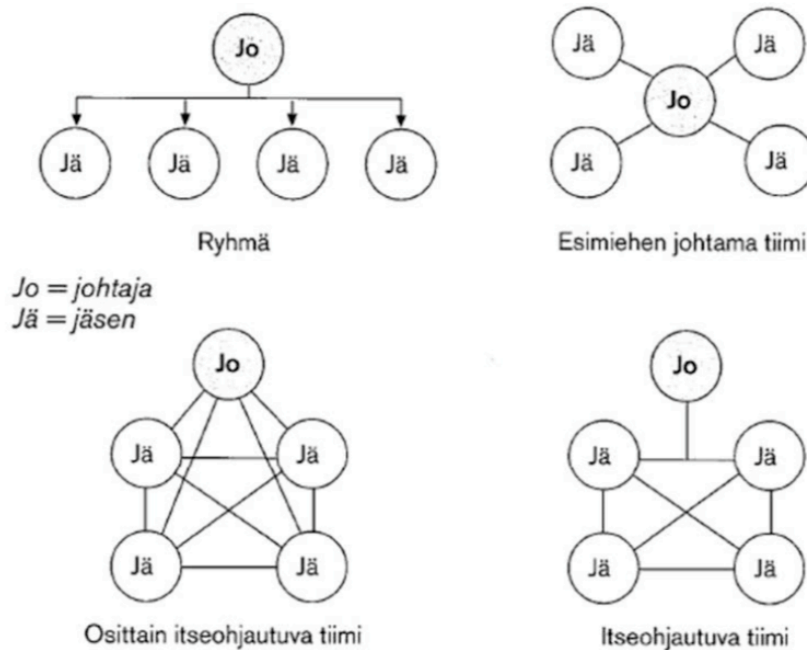 Jo
Jä Jä Jä Jä
Ryhmä
Jä Jä
Jo
Jä Jä
Esimiehen johtama tiimi
Jo = johtaja
Jä = jäsen
Jo
Jä Jä
Jä Jä
Osittain itseohjautuva tiimi
Jo
Jä Jä
Jä Jä
Itseohjautuva tiimi